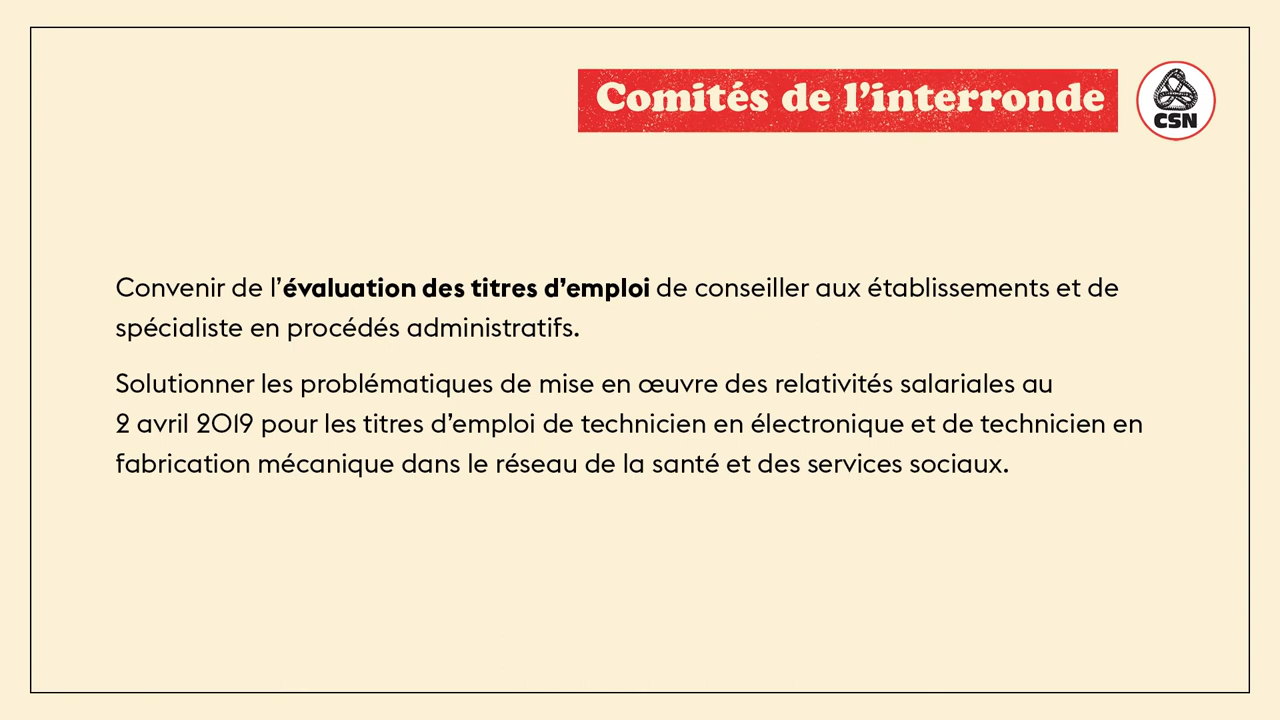 Comités de l’interronde
CSN
Convenir de l’évaluation des titres d’emploi de conseiller aux établissements et de
spécialiste en procédés administratifs.
Solutionner les problématiques de mise en œuvre des relativités salariales au
2 avril 2019 pour les titres d’emploi de technicien en électronique et de technicien en
fabrication mécanique dans le réseau de la santé et des services sociaux.